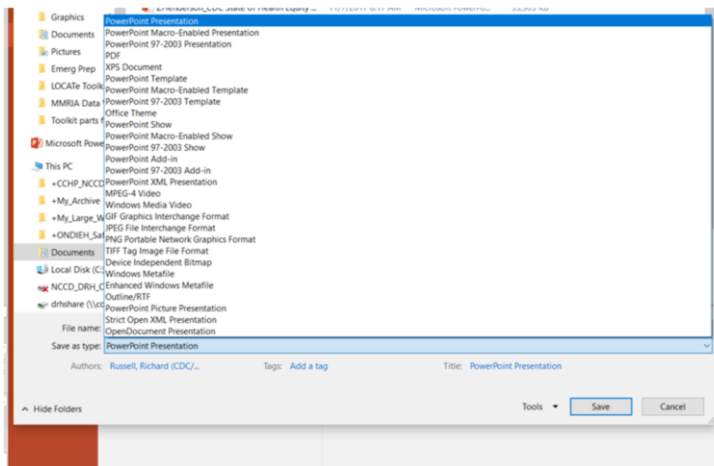 Graphics
Documents
Pictures
Emerg Prep
LOCATe Toolk
MMRIA Data
Toolkit parts f
Microsoft Powe
This PC
+CCHP_NCCD
+My_Archive
+My_Large_W
+ONDIEH_Sat
Documents
Local Disk (C:
NCCD_DRH_C
drhshare (\\cc
PowerPoint Presentation
PowerPoint Macro-Enabled Presentation
PowerPoint 97-2003 Presentation
PDF
XPS Document
PowerPoint Template
PowerPoint Macro-Enabled Template
PowerPoint 97-2003 Template
Office Theme
PowerPoint Show
PowerPoint Macro-Enabled Show
PowerPoint 97-2003 Show
PowerPoint Add-in
PowerPoint 97-2003 Add-in
PowerPoint XML Presentation
MPEG-4 Video
Windows Media Video
GIF Graphics Interchange Format
JPEG File Interchange Format
PNG Portable Network Graphics Format
TIFF Tag Image File Format
Device Independent Bitmap
Windows Metafile
Enhanced Windows Metafile
Outline/RTF
PowerPoint Picture Presentation
Strict Open XML Presentation
OpenDocument Presentation
File name:
Save as type: PowerPoint Presentation
Authors: Russell, Richard (CDC/... Tags: Add a tag Title: PowerPoint Presentation
Hide Folders Tools Save Cancel